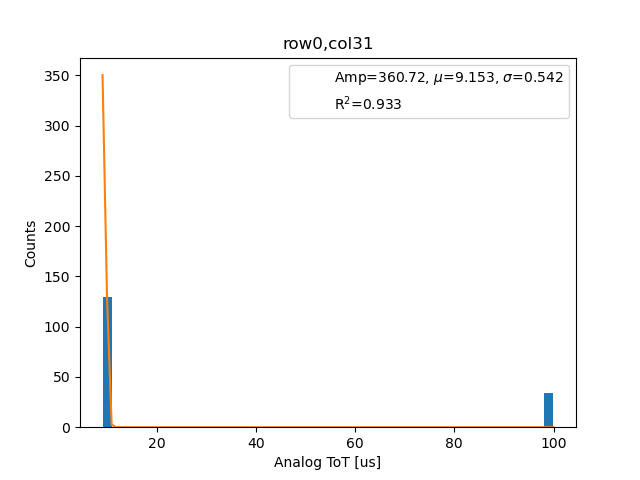 row0,col31
Amp=360.72, μ=9.153, σ=0.542
R²=0.933
350
300
250
200
150
100
50
0
Counts
20 40 60 80 100
Analog ToT [us]